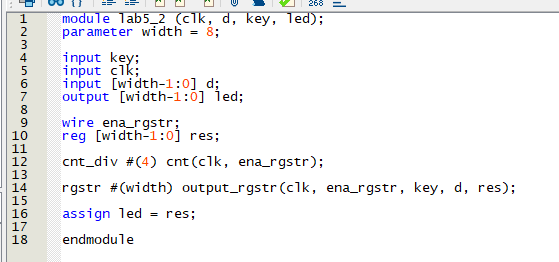 268
1 module lab5_2 (clk, d, key, led);
2 parameter width = 8;
3
4 input key;
5 input clk;
6 input [width-1:0] d;
7 output [width-1:0] led;
8
9 wire ena_rgstr;
10 reg [width-1:0] res;
11
12 cnt_div #(4) cnt(clk, ena_rgstr);
13
14 rgstr #(width) output_rgstr(clk, ena_rgstr, key, d, res);
15
16 assign led = res;
17
18 endmodule